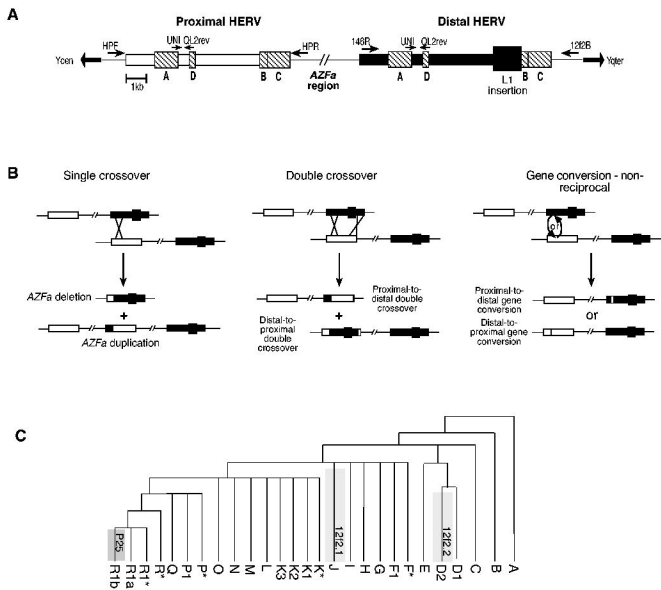 A
Proximal HERV
Distal HERV
HPF
UNI
QL2rev
HPR
146R
UNI
QL2rev
12f2B
Ycen
Yqter
A
D
B
C
AZFa region
A
D
L1 insertion
B
C
1kb
B
Single crossover
Double crossover
Gene conversion - non-reciprocal
or
AZFa deletion
+
AZFa duplication
Proximal-to-distal double crossover
+
Distal-to-proximal double crossover
Proximal-to-distal gene conversion
or
Distal-to-proximal gene conversion
C
P25
12f2.1
12f2.2
R1b
R1a
R1*
R*
Q
P1
P*
O
N
M
L
K3
K2
K1
K*
J
I
H
G
F1
F*
E
D2
D1
C
B
A